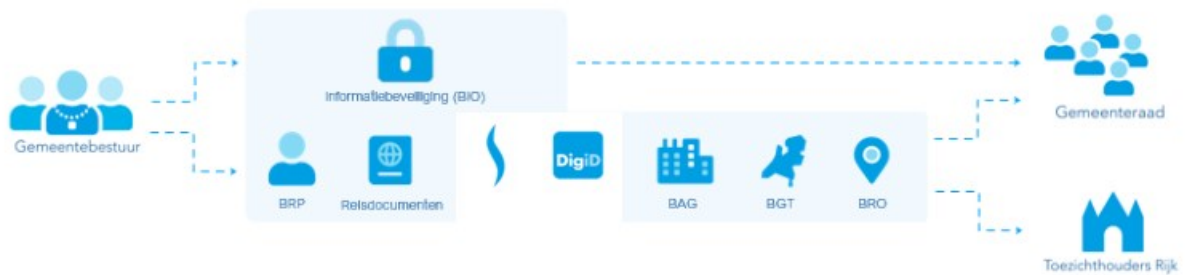 Informatiebeveiliging (BIO)
Gemeentebestuur
Gemeenteraad
DigiD
BRP
Reisdocumenten
BAG
BGT
BRO
Toezichthouders Rijk